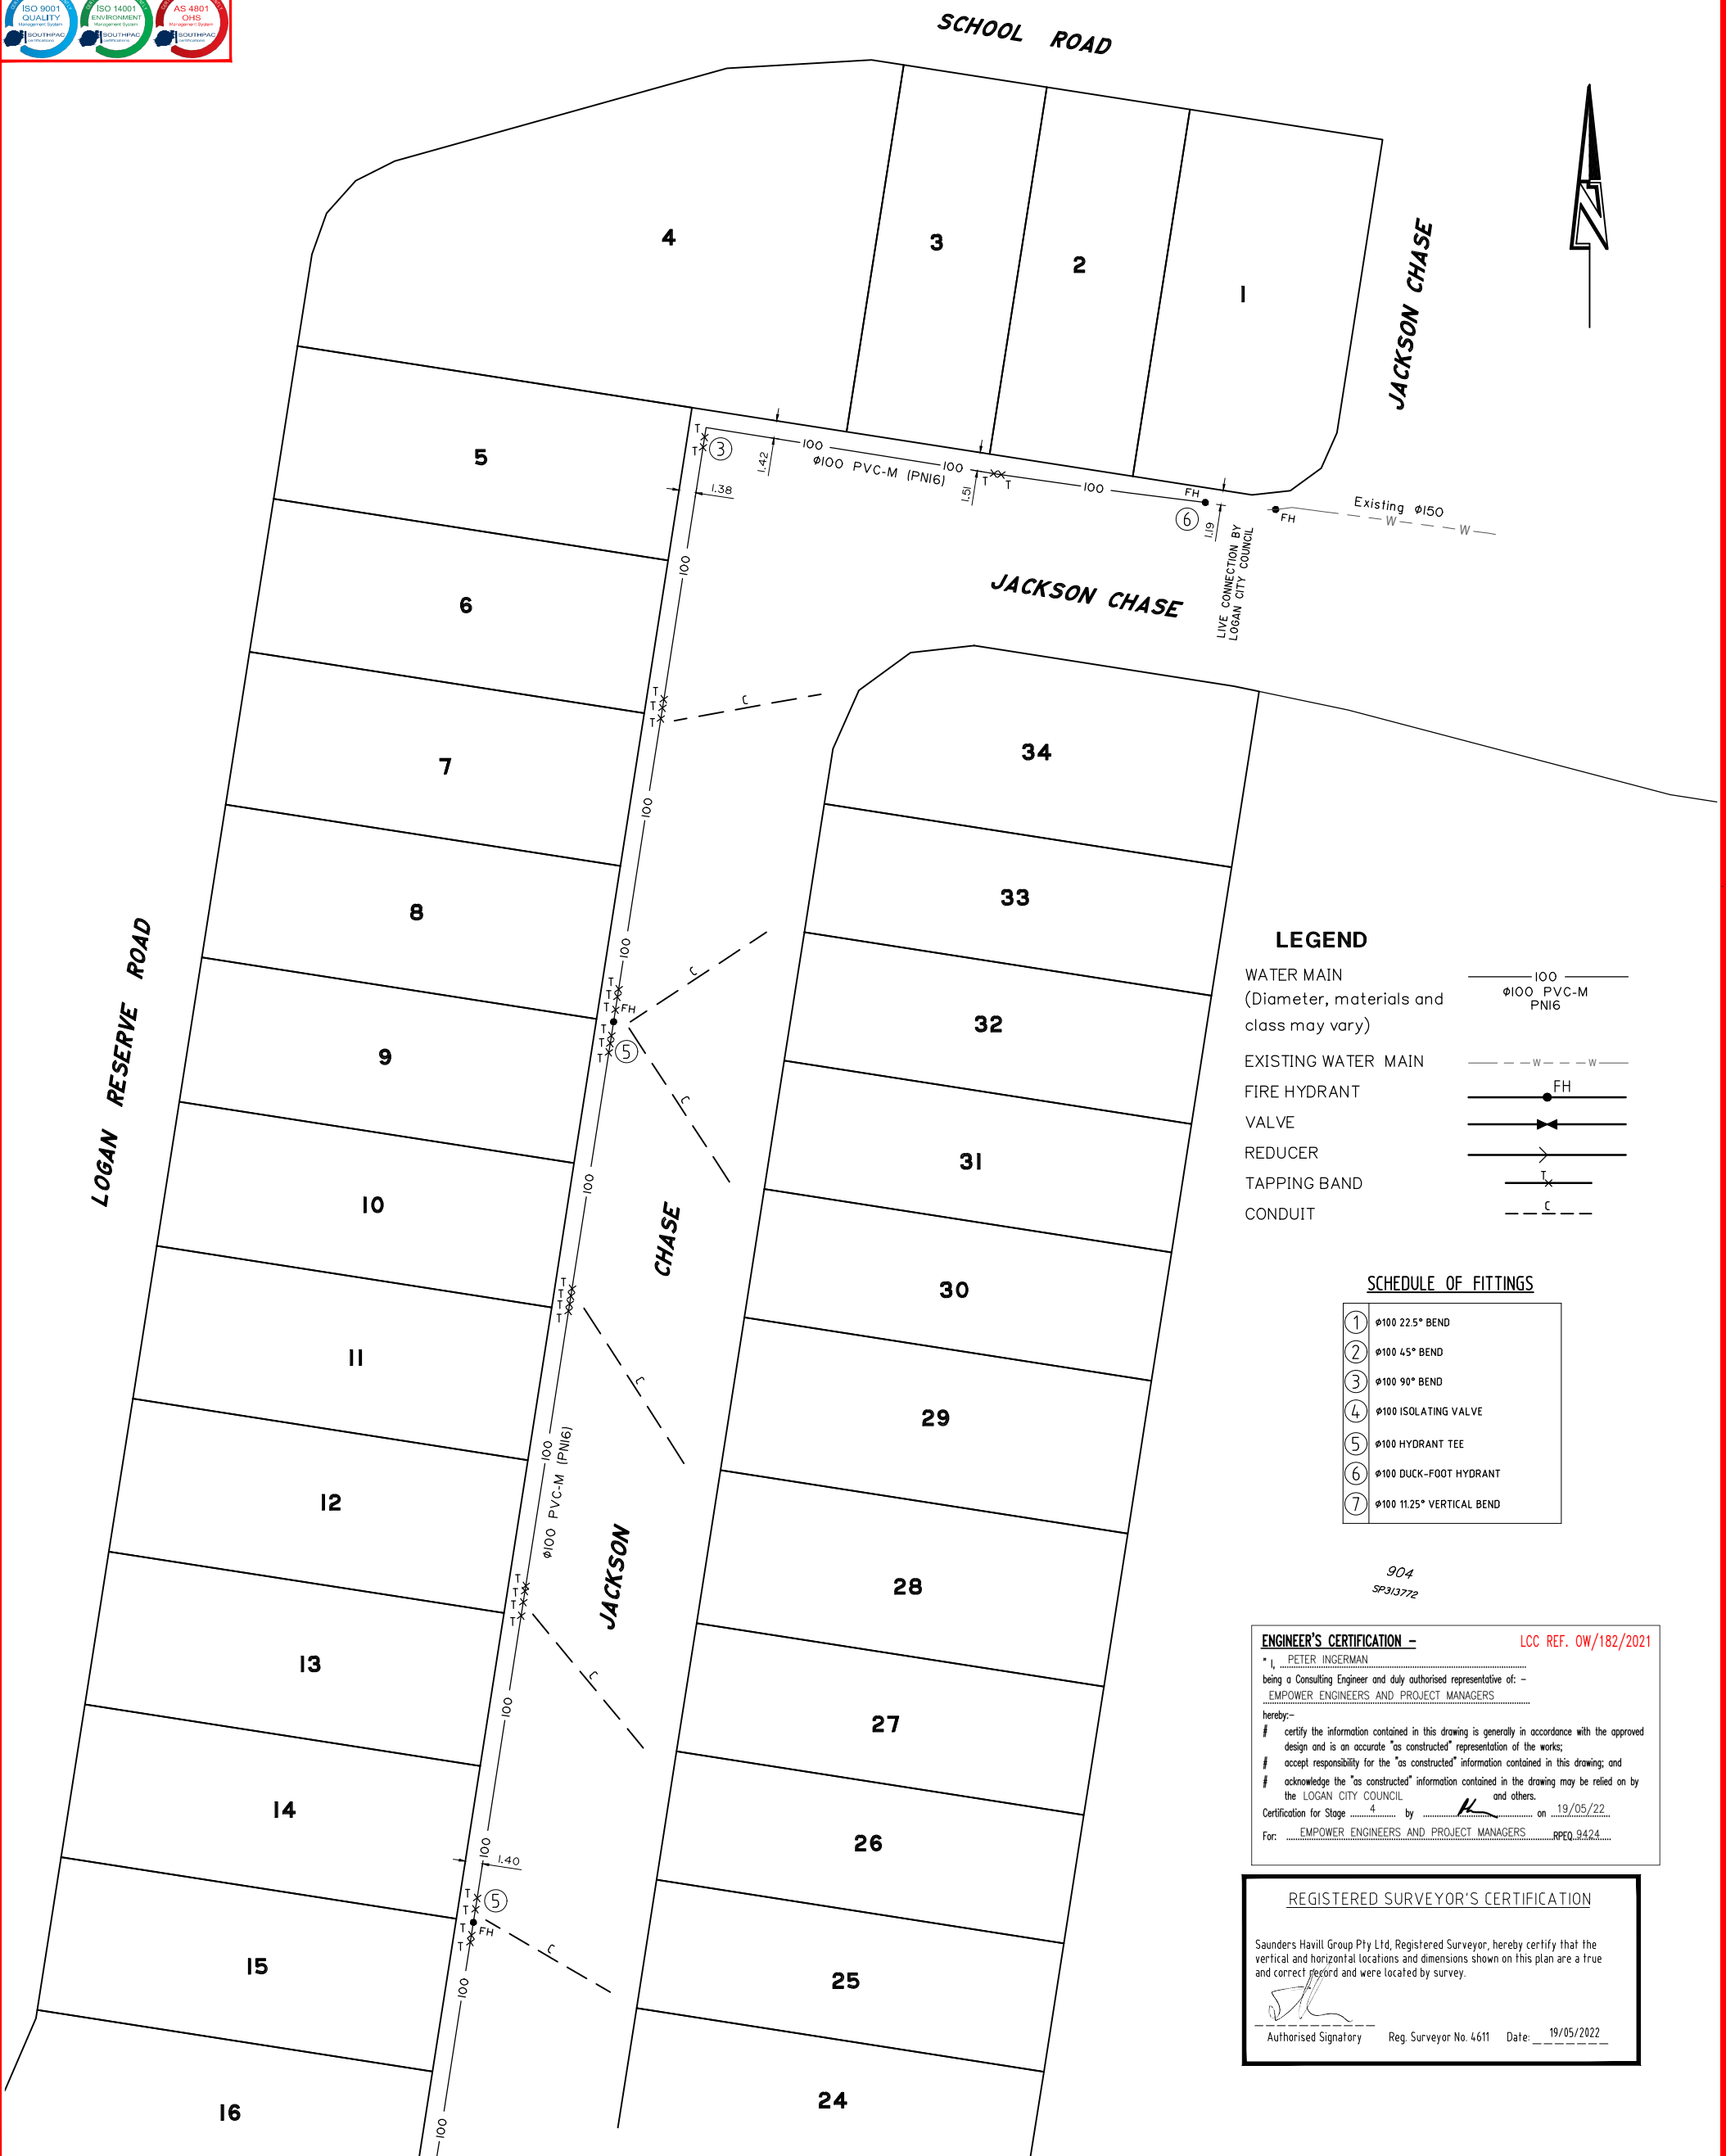 ISO 9001
QUALITY
Management System
SOUTHPAC
certifications
ISO 14001
ENVIRONMENT
Management System
SOUTHPAC
certifications
AS 4801
OHS
Management System
SOUTHPAC
certifications
SCHOOL ROAD
4
3
2
1
JACKSON CHASE
5
T
T
3
1.38
1.42
100
Φ100 PVC-M (PN16)
100
1.51
T
T
100
FH
6
1.19
FH
Existing Φ150
W
W
LIVE CONNECTION BY
LOGAN CITY COUNCIL
JACKSON CHASE
100
6
T
T
T
C
7
34
100
8
33
LOGAN RESERVE ROAD
100
T
T
T
FH
T
T
T
5
C
C
9
32
31
100
10
CHASE
30
T
T
T
T
C
11
29
100
Φ100 PVC-M (PN16)
12
JACKSON
28
T
T
T
T
C
13
27
100
14
26
100
1.40
T
T
5
FH
T
T
C
15
25
100
16
24
100
LEGEND
WATER MAIN
(Diameter, materials and
class may vary)
100
Φ100 PVC-M
PN16
EXISTING WATER MAIN
W
W
FIRE HYDRANT
FH
VALVE
REDUCER
TAPPING BAND
T
CONDUIT
C
SCHEDULE OF FITTINGS
1 Φ100 22.5° BEND
2 Φ100 45° BEND
3 Φ100 90° BEND
4 Φ100 ISOLATING VALVE
5 Φ100 HYDRANT TEE
6 Φ100 DUCK-FOOT HYDRANT
7 Φ100 11.25° VERTICAL BEND
904
SP313772
ENGINEER'S CERTIFICATION – LCC REF. OW/182/2021
" I, PETER INGERMAN
being a Consulting Engineer and duly authorised representative of: –
EMPOWER ENGINEERS AND PROJECT MANAGERS
hereby:–
# certify the information contained in this drawing is generally in accordance with the approved
design and is an accurate "as constructed" representation of the works;
# accept responsibility for the "as constructed" information contained in this drawing; and
# acknowledge the "as constructed" information contained in the drawing may be relied on by
the LOGAN CITY COUNCIL and others.
Certification for Stage 4 by on 19/05/22
For: EMPOWER ENGINEERS AND PROJECT MANAGERS RPEQ 9424
REGISTERED SURVEYOR'S CERTIFICATION
Saunders Havill Group Pty Ltd, Registered Surveyor, hereby certify that the
vertical and horizontal locations and dimensions shown on this plan are a true
and correct record and were located by survey.
Authorised Signatory Reg. Surveyor No. 4611 Date: 19/05/2022